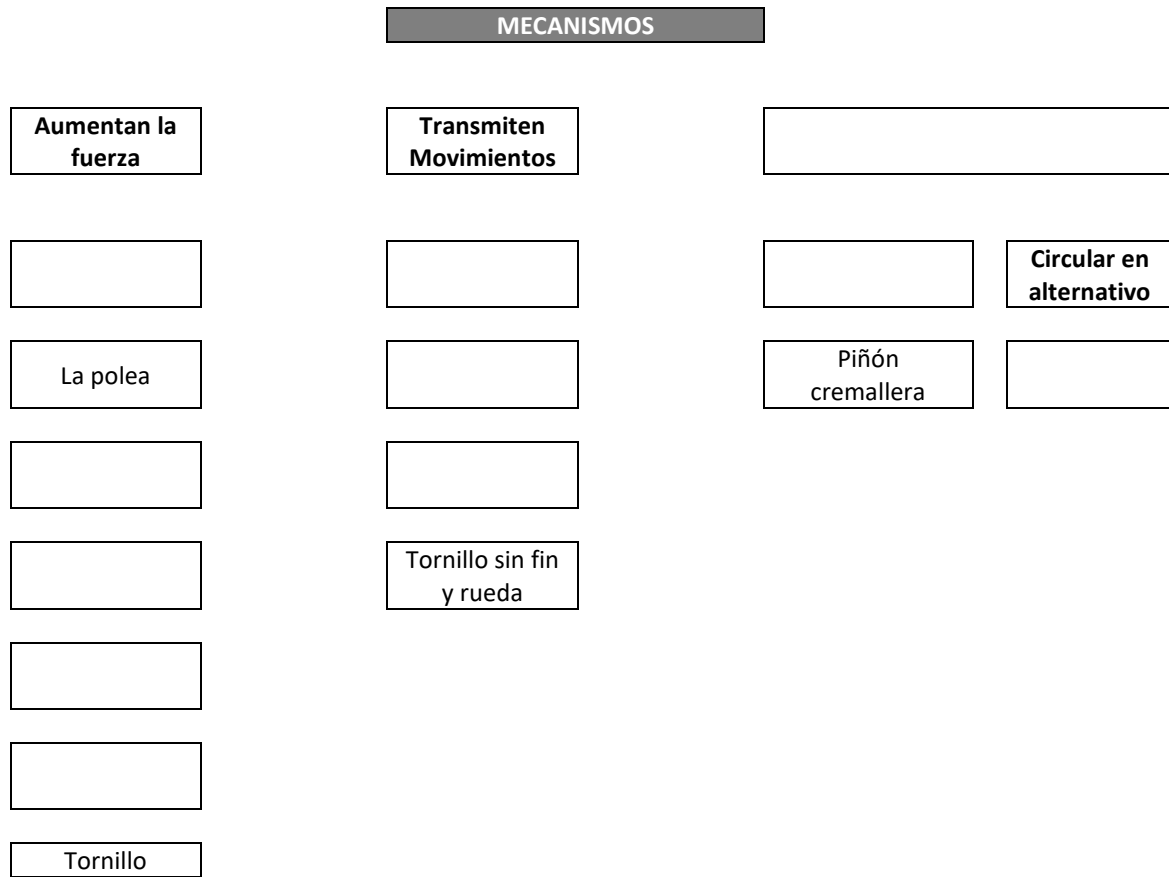 MECANISMOS
Aumentan la
fuerza
Transmiten
Movimientos
Circular en
alternativo
La polea
Piñón
cremallera
Tornillo sin fin
y rueda
Tornillo